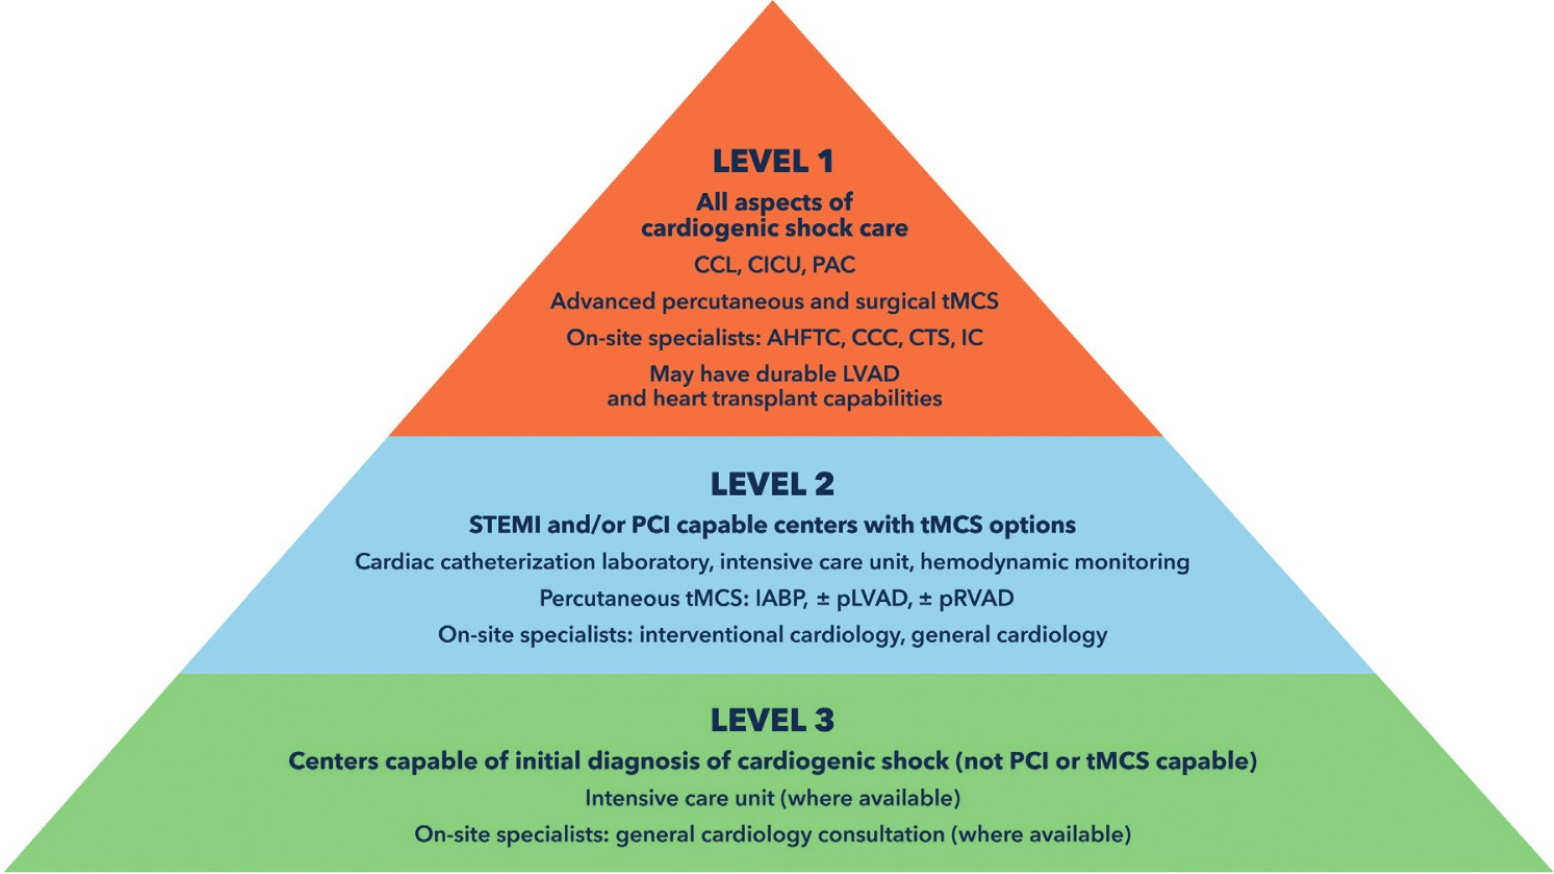 LEVEL 1
All aspects of
cardiogenic shock care
CCL, CICU, PAC
Advanced percutaneous and surgical tMCS
On-site specialists: AHFTC, CCC, CTS, IC
May have durable LVAD
and heart transplant capabilities
LEVEL 2
STEMI and/or PCI capable centers with tMCS options
Cardiac catheterization laboratory, intensive care unit, hemodynamic monitoring
Percutaneous tMCS: IABP, ± pLVAD, ± pRVAD
On-site specialists: interventional cardiology, general cardiology
LEVEL 3
Centers capable of initial diagnosis of cardiogenic shock (not PCI or tMCS capable)
Intensive care unit (where available)
On-site specialists: general cardiology consultation (where available)